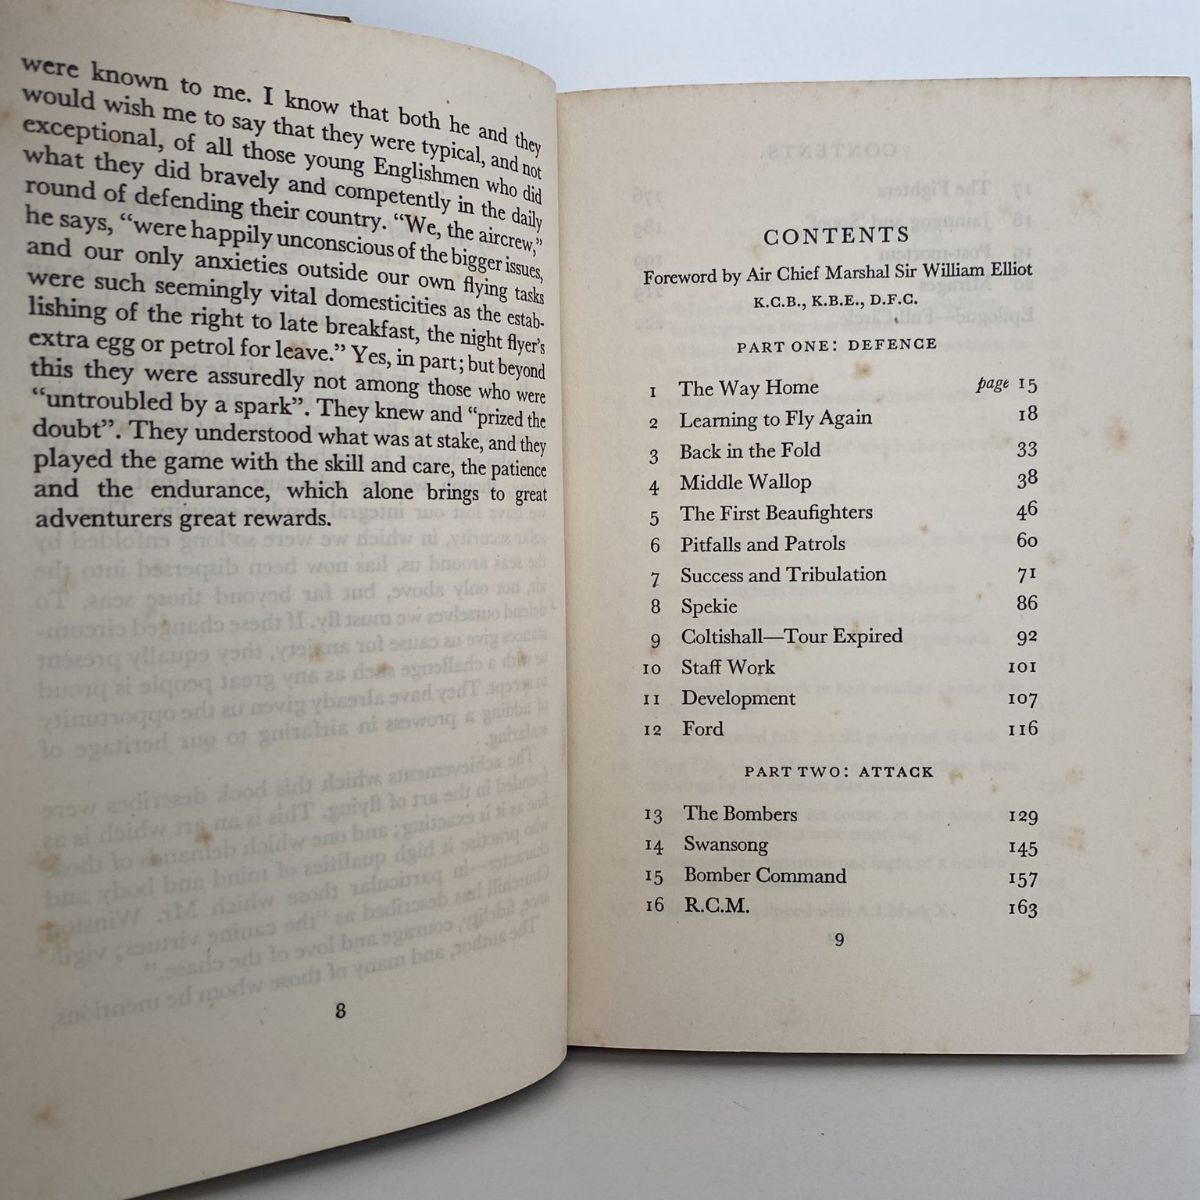 were known to me. I know that both he and they
would wish me to say that they were typical, and not
exceptional, of all those young Englishmen who did
what they did bravely and competently in the daily
round of defending their country. “We, the aircrew,”
he says, “were happily unconscious of the bigger issues,
and our only anxieties outside our own flying tasks
were such seemingly vital domesticities as the estab-
lishing of the right to late breakfast, the night flyer’s
extra egg or petrol for leave.” Yes, in part; but beyond
this they were assuredly not among those who were
“untroubled by a spark”. They knew and “prized the
doubt”. They understood what was at stake, and they
played the game with the skill and care, the patience
and the endurance, which alone brings to great
adventurers great rewards.
8
CONTENTS
Foreword by Air Chief Marshal Sir William Elliot
K.C.B., K.B.E., D.F.C.
PART ONE: DEFENCE
1 The Way Home page 15
2 Learning to Fly Again 18
3 Back in the Fold 33
4 Middle Wallop 38
5 The First Beaufighters 46
6 Pitfalls and Patrols 60
7 Success and Tribulation 71
8 Spekie 86
9 Coltishall—Tour Expired 92
10 Staff Work 101
11 Development 107
12 Ford 116
PART TWO: ATTACK
13 The Bombers 129
14 Swansong 145
15 Bomber Command 157
16 R.C.M. 163
9